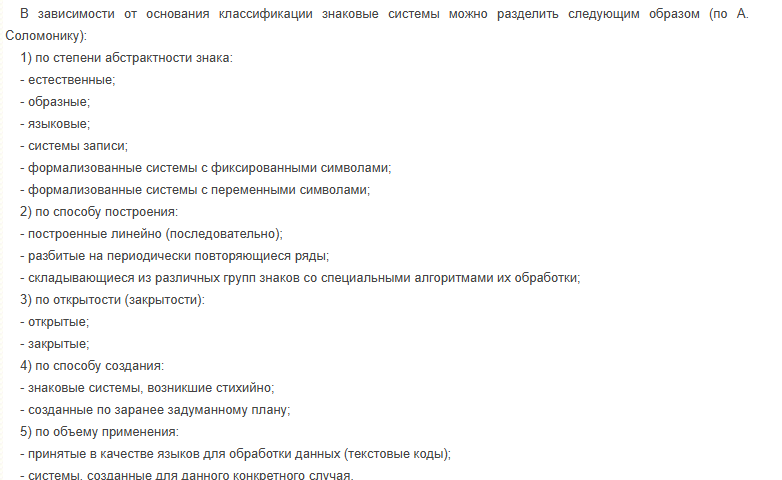 В зависимости от основания классификации знаковые системы можно разделить следующим образом (по А.
Соломонику):
1) по степени абстрактности знака:
- естественные;
- образные;
- языковые;
- системы записи;
- формализованные системы с фиксированными символами;
- формализованные системы с переменными символами;
2) по способу построения:
- построенные линейно (последовательно);
- разбитые на периодически повторяющиеся ряды;
- складывающиеся из различных групп знаков со специальными алгоритмами их обработки;
3) по открытости (закрытости):
- открытые;
- закрытые;
4) по способу создания:
- знаковые системы, возникшие стихийно;
- созданные по заранее задуманному плану;
5) по объему применения:
- принятые в качестве языков для обработки данных (текстовые коды);
- системы, созданные для данного конкретного случая.